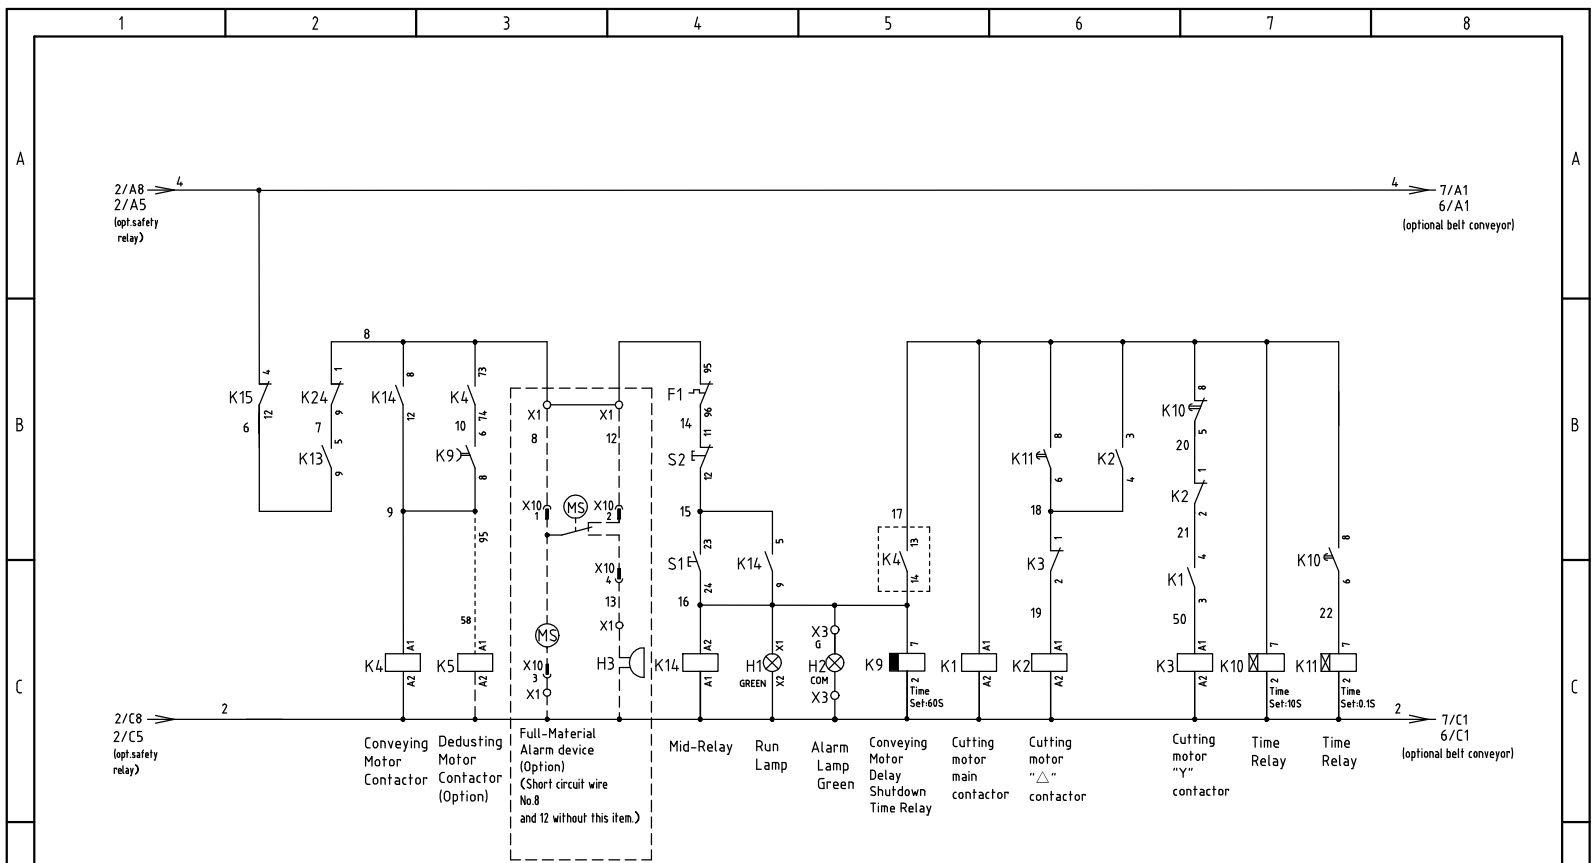 1 2 3 4 5 6 7 8
A A
2/A8 4 4 7/A1
2/A5 6/A1
(opt.safety
relay)
(optional belt conveyor)
8
4 1 8 73 95 8
K15 K24 K14 K4 F1 K10
12 9 12 74 96 5
X1 X1
B B
6 7 10 8 12 14 20
5 6 11 8 3 1
K13 K9 S2 K11 K2 K2
9 8 12 6 4 2
X10 MS X10
1 2
9 15 17 18 21
95 23 5 13 1 4 8
S1 K14 K4 K3 K1 K10
24 9 14 2 3 6
X10
4
13 16 19 50 22
58 X1 X3
G
MS
A1 A1 A2 X1 7 A1 A1 A1 7 7
K4 K5 H3 K14 H1 H2 K9 K1 K2 K3 K10 K11
A2 A2 A1 X2 2 A2 A2 A2 2 2
GREEN COM
X10
3
X1 X3
Time
Set:60S
Time
Set:10S
Time
Set:0.1S
C C
2/C8 2 2 7/C1
2/C5 6/C1
(opt.safety
relay)
(optional belt conveyor)
Conveying
Motor
Contactor
Dedusting
Motor
Contactor
(Option)
Full-Material
Alarm device
(Option)
(Short circuit wire
No.8
and 12 without this item.)
Mid-Relay
Run
Lamp
Alarm
Lamp
Green
Conveying
Motor
Delay
Shutdown
Time Relay
Cutting
motor
main
contactor
Cutting
motor
"△"
contactor
Cutting
motor
"Y"
contactor
Time
Relay
Time
Relay